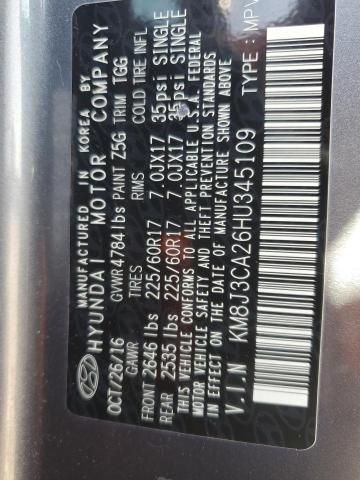 MANUFACTURED IN KOREA BY
HYUNDAI MOTOR COMPANY
OCT/26/16 GVWR 4784 lbs PAINT Z5G TRIM TGG
GAWR TIRES RIMS COLD TIRE INFL
FRONT 2646 lbs 225/60R17 7.0JX17 35psi SINGLE
REAR 2535 lbs 225/60R17 7.0JX17 35psi SINGLE
THIS VEHICLE CONFORMS TO ALL APPLICABLE U.S.A. FEDERAL
MOTOR VEHICLE SAFETY AND THEFT PREVENTION STANDARDS
IN EFFECT ON THE DATE OF MANUFACTURE SHOWN ABOVE
V.I.N KM8J3CA26HU345109 TYPE : MPV